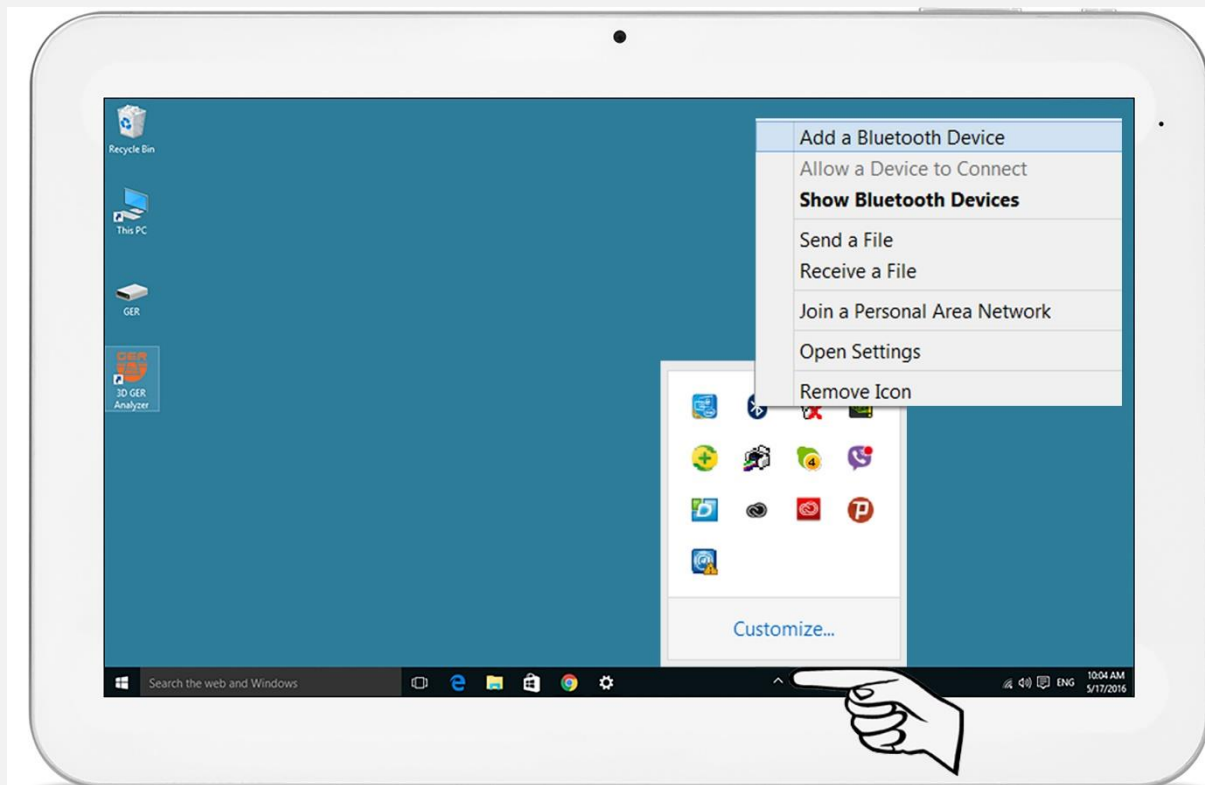 Recycle Bin
This PC
GER
3D GER
Analyzer
Add a Bluetooth Device
Allow a Device to Connect
Show Bluetooth Devices
Send a File
Receive a File
Join a Personal Area Network
Open Settings
Remove Icon
4
Customize...
Search the web and Windows
ENG
10:04 AM
5/17/2016